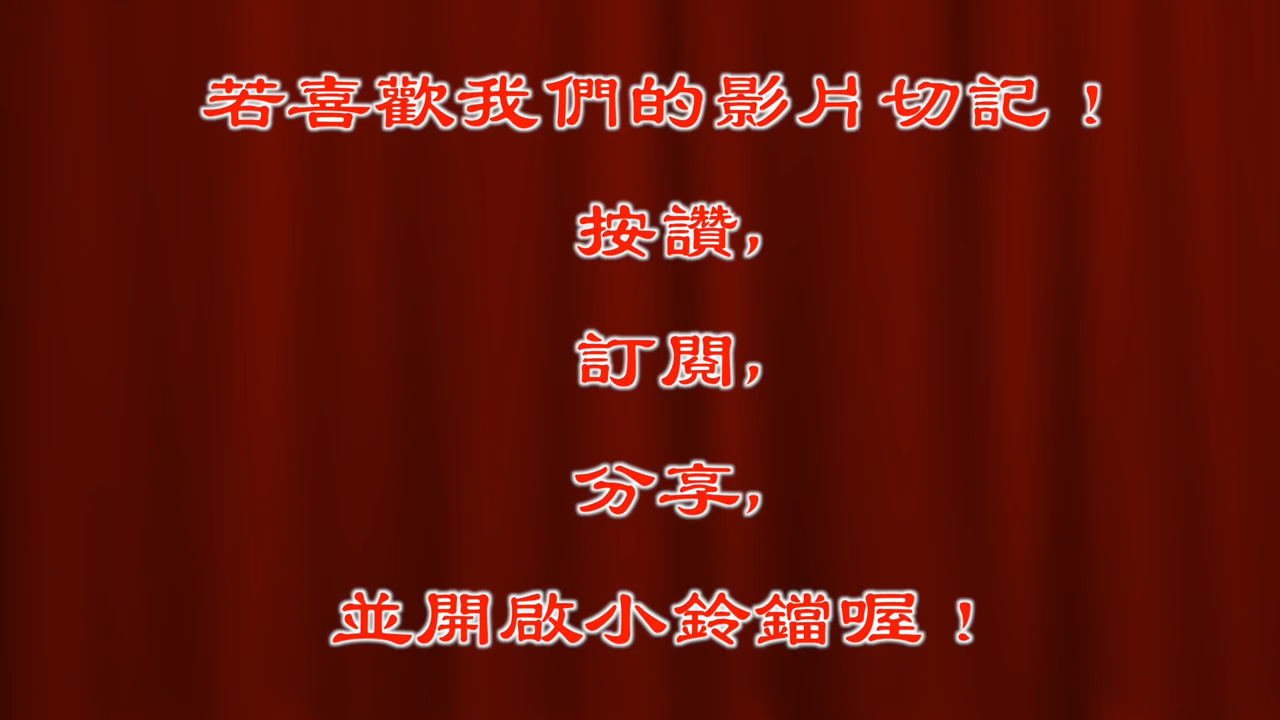 若喜歡我們的影片切記！
按讚,
訂閱,
分享,
並開啟小鈴鐺喔！